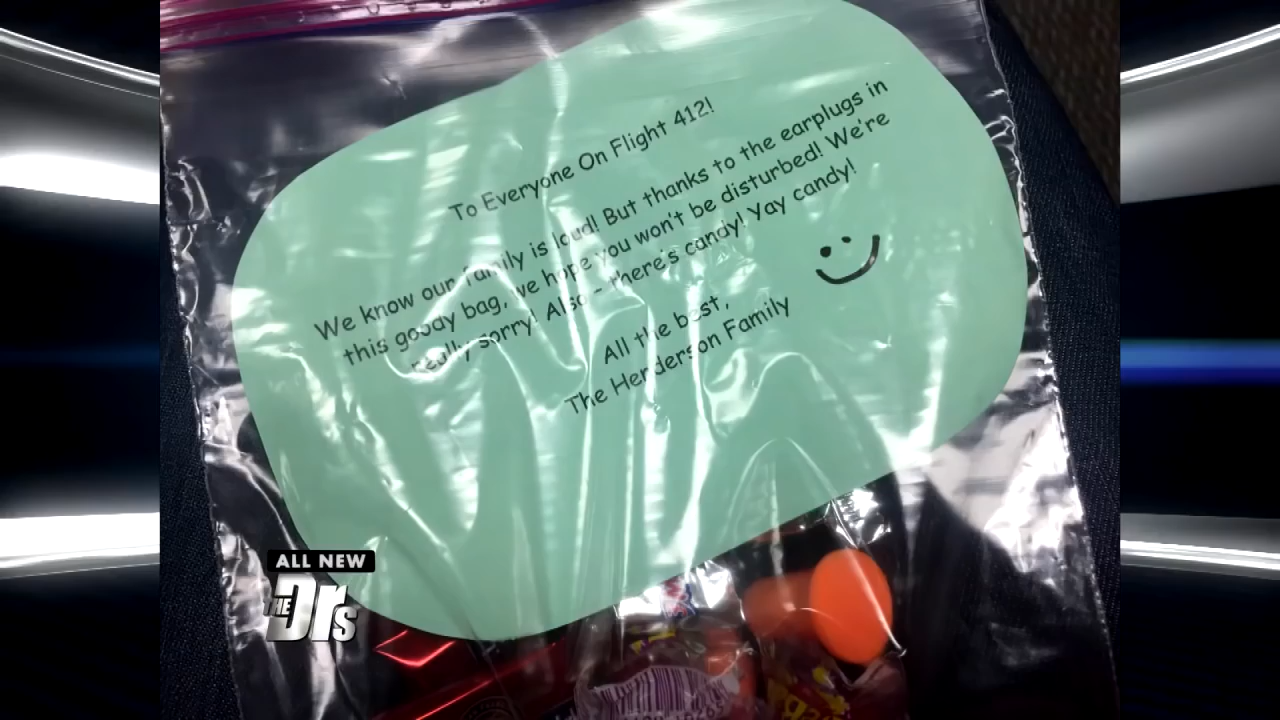 To Everyone On Flight 412!
We know our family is loud! But thanks to the earplugs in
this goody bag, we hope you won't be disturbed! We're
really sorry! Also - there's candy! Yay candy!
All the best,
The Henderson Family
ALL NEW
THE Drs